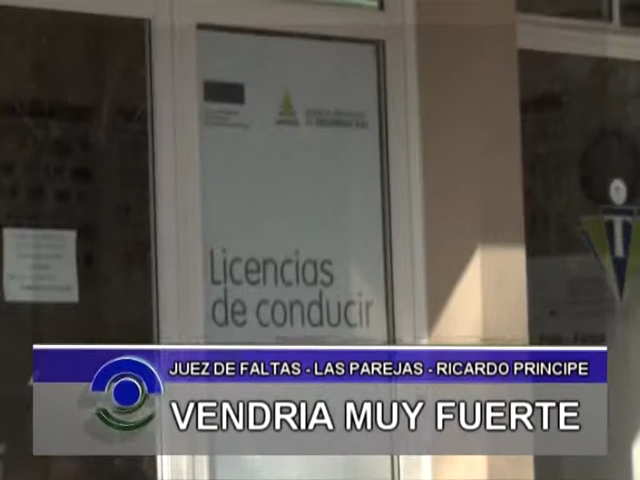 Licencias
de conducir
JUEZ DE FALTAS - LAS PAREJAS - RICARDO PRINCIPE
VENDRIA MUY FUERTE